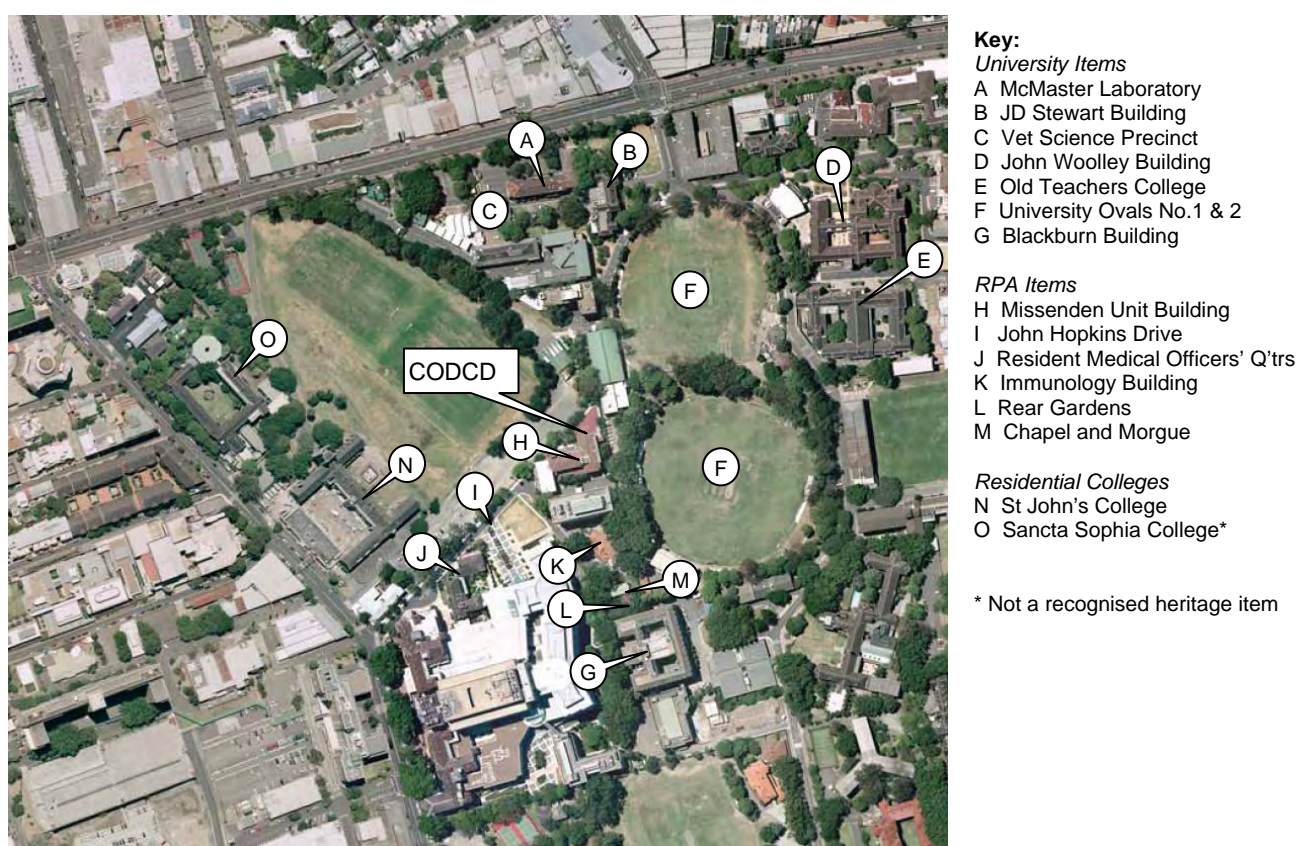 A
B
C
D
E
F
O
CODCD
H
N
F
I
J
K
M
L
G
Key:
University Items
A McMaster Laboratory
B JD Stewart Building
C Vet Science Precinct
D John Woolley Building
E Old Teachers College
F University Ovals No.1 & 2
G Blackburn Building
RPA Items
H Missenden Unit Building
I John Hopkins Drive
J Resident Medical Officers' Q'trs
K Immunology Building
L Rear Gardens
M Chapel and Morgue
Residential Colleges
N St John's College
O Sancta Sophia College*
* Not a recognised heritage item